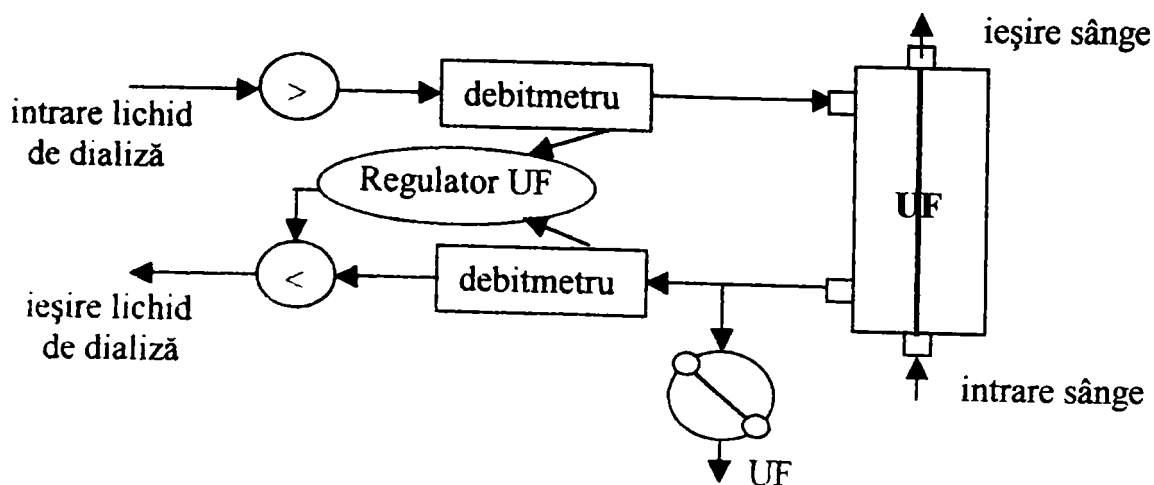 ieşire sânge
>
debitmetru
intrare lichid
de dializă
Regulator UF
UF
<
debitmetru
ieşire lichid
de dializă
intrare sânge
UF